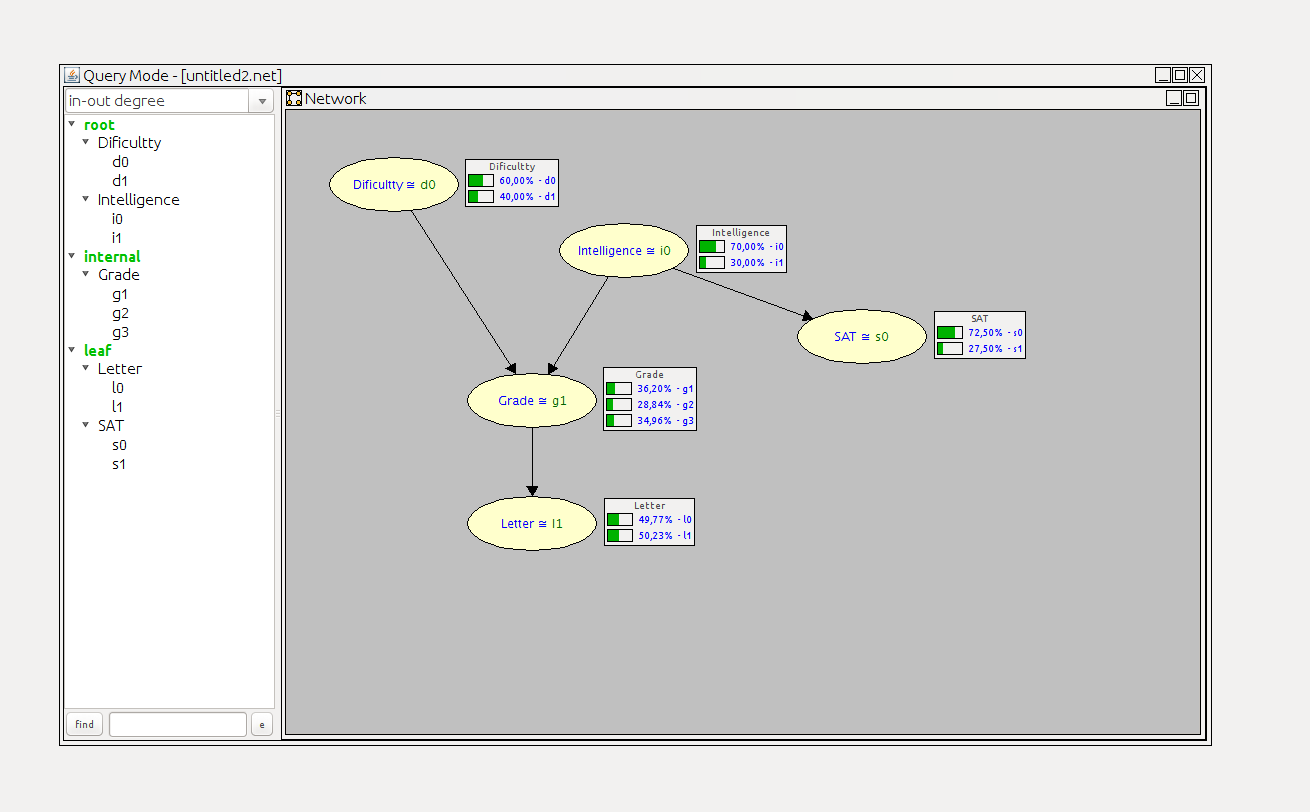 Query Mode - [untitled2.net]
in-out degree
root
Dificultty
d0
d1
Intelligence
i0
i1
internal
Grade
g1
g2
g3
leaf
Letter
l0
l1
SAT
s0
s1
find
e
Network
Dificultty ≅ d0
Dificultty
60,00% - d0
40,00% - d1
Intelligence ≅ i0
Intelligence
70,00% - i0
30,00% - i1
SAT ≅ s0
SAT
72,50% - s0
27,50% - s1
Grade ≅ g1
Grade
36,20% - g1
28,84% - g2
34,96% - g3
Letter ≅ l1
Letter
49,77% - l0
50,23% - l1